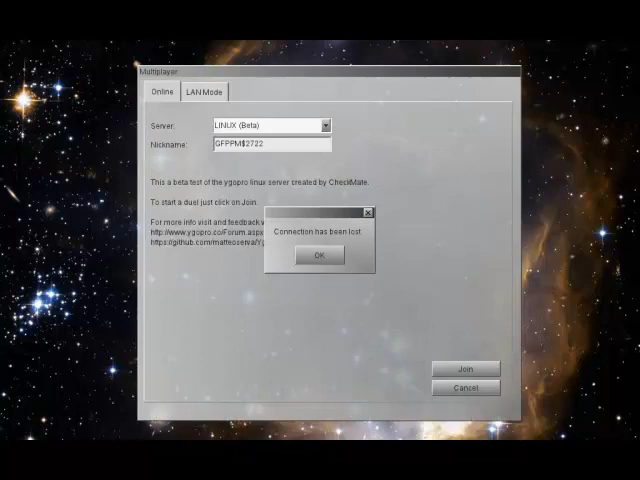 Multiplayer
Online
LAN Mode
Server:
LINUX (Beta)
Nickname:
GFPPM$2722
This a beta test of the ygopro linux server created by CheckMate.
To start a duel just click on Join.
For more info visit and feedback
http://www.ygopro.co/Forum.aspx
https://github.com/matteoserva/
Connection has been lost
OK
Join
Cancel